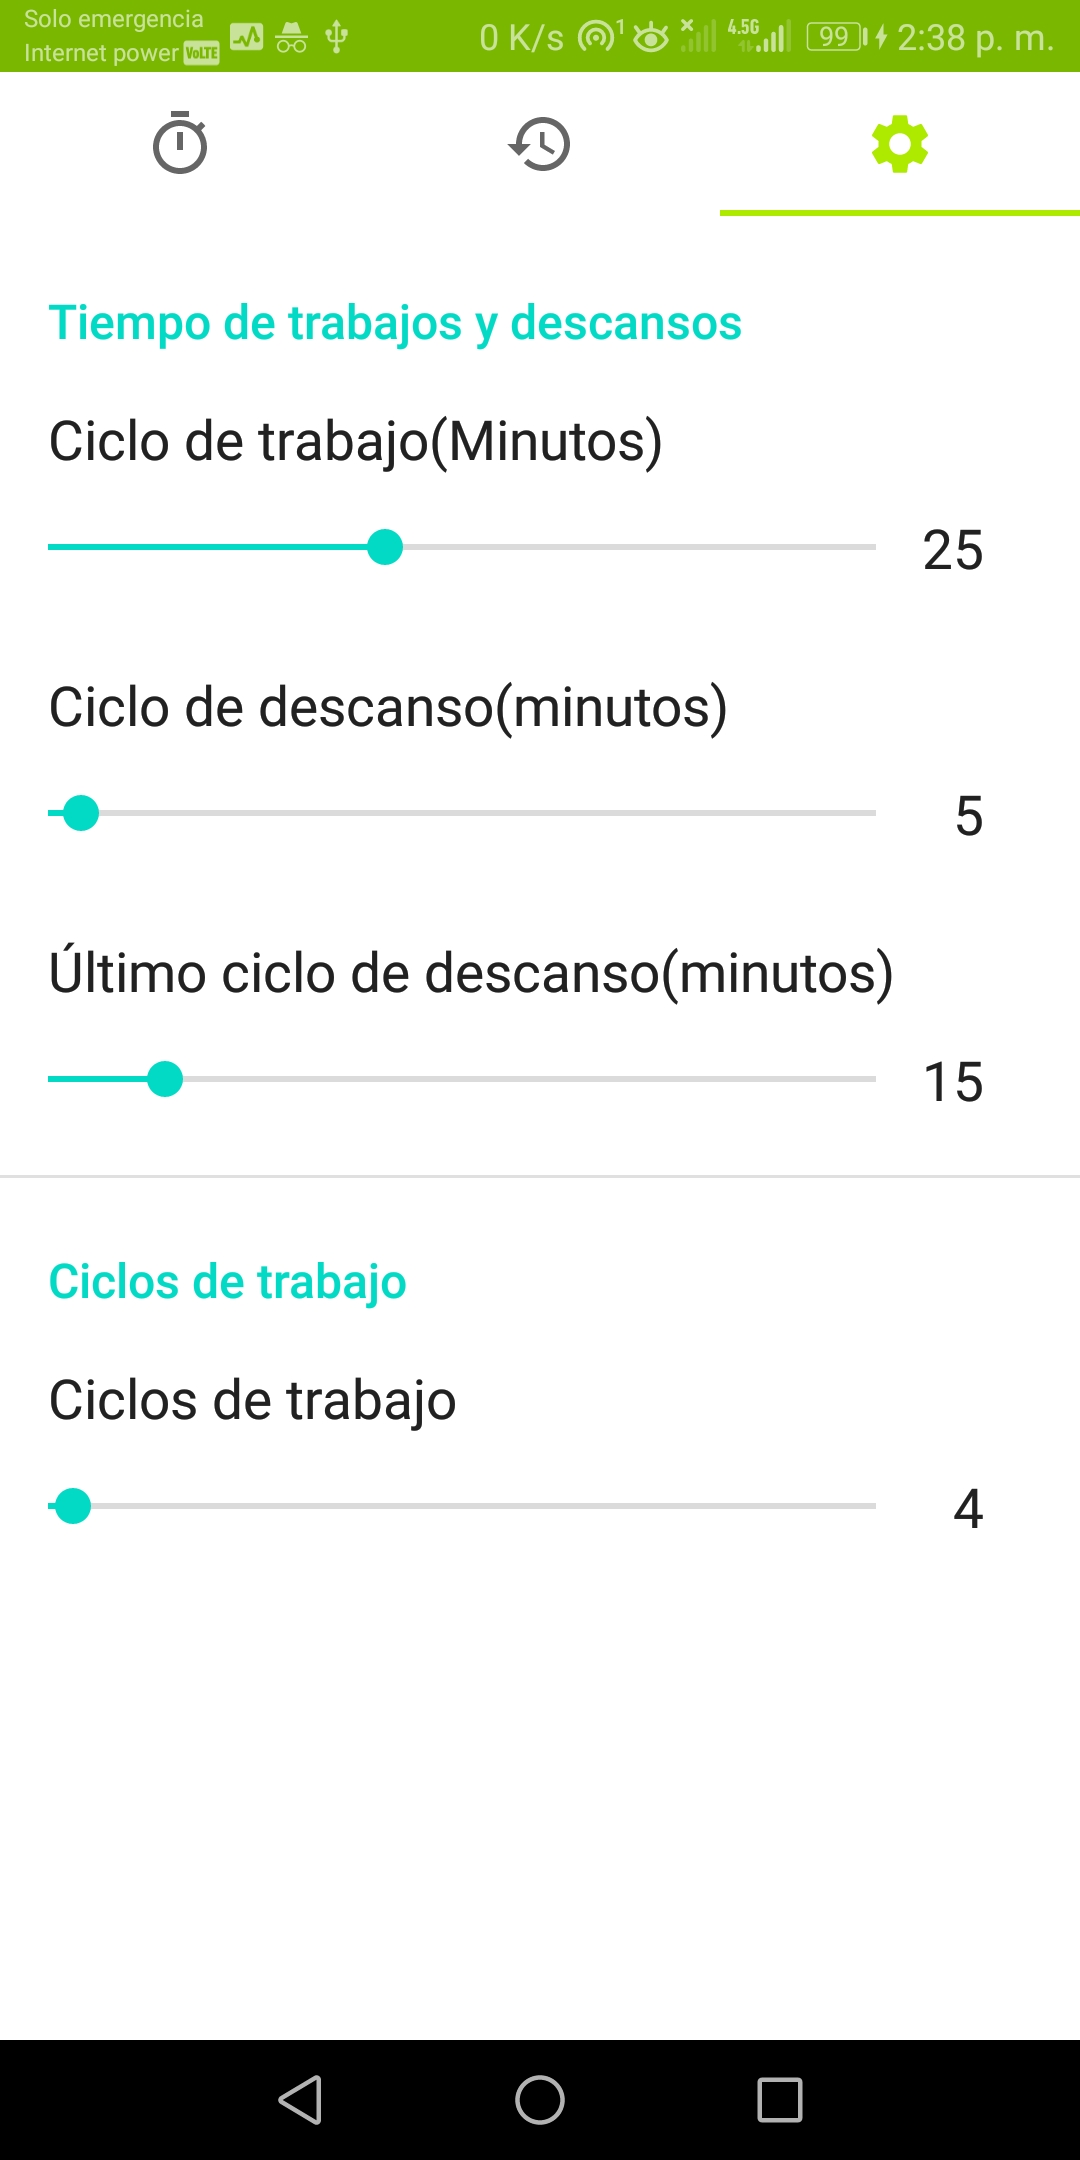 Solo emergencia
Internet power VoLTE
0 K/s 1 4.5G 99 2:38 p. m.
Tiempo de trabajos y descansos
Ciclo de trabajo(Minutos)
25
Ciclo de descanso(minutos)
5
Último ciclo de descanso(minutos)
15
Ciclos de trabajo
Ciclos de trabajo
4